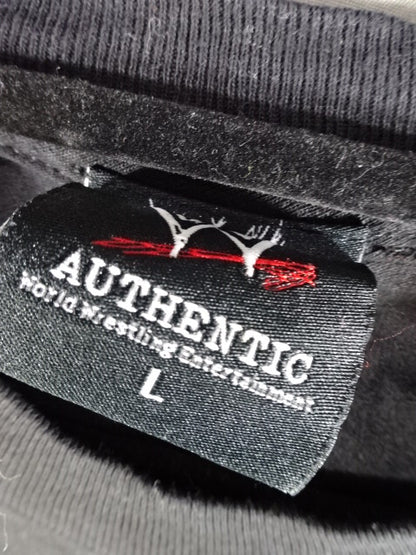 AUTHENTIC
World Wrestling Entertainment
L